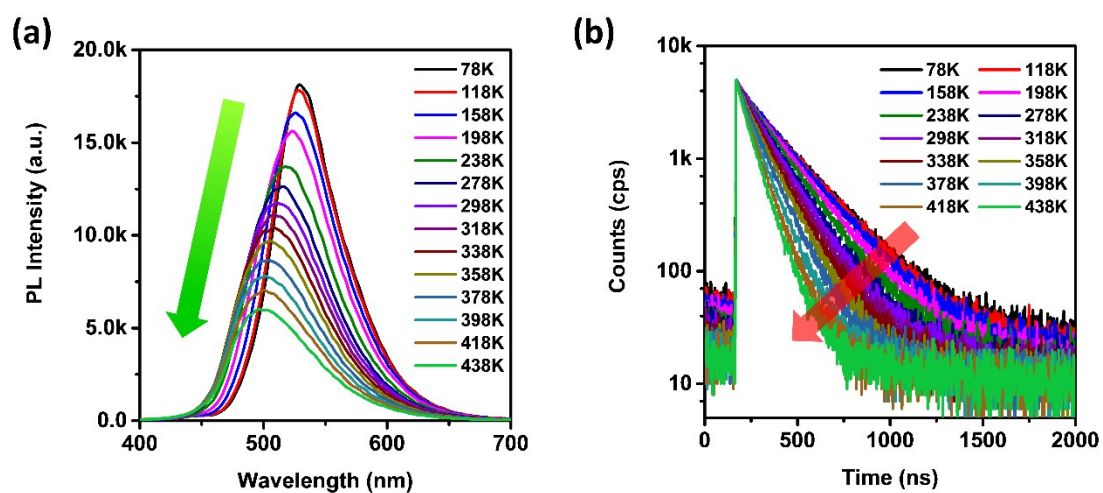 (a)
20.0k
15.0k
10.0k
5.0k
0.0
PL Intensity (a.u.)
78K
118K
158K
198K
238K
278K
298K
318K
338K
358K
378K
398K
418K
438K
400 500 600 700
Wavelength (nm)
(b)
10k
1k
100
10
Counts (cps)
78K 118K
158K 198K
238K 278K
298K 318K
338K 358K
378K 398K
418K 438K
0 500 1000 1500 2000
Time (ns)